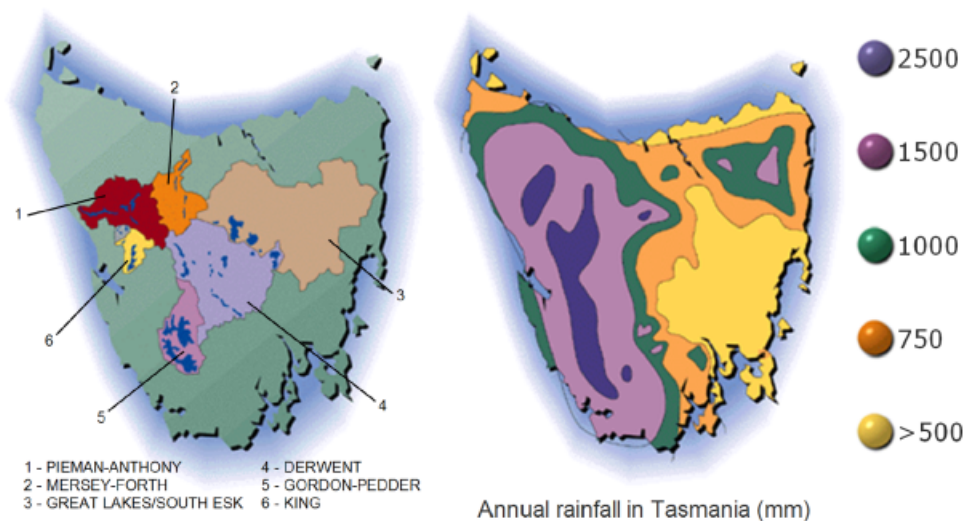 2
1
3
6
5
4
1 - PIEMAN-ANTHONY
2 - MERSEY-FORTH
3 - GREAT LAKES/SOUTH ESK
4 - DERWENT
5 - GORDON-PEDDER
6 - KING
2500
1500
1000
750
>500
Annual rainfall in Tasmania (mm)